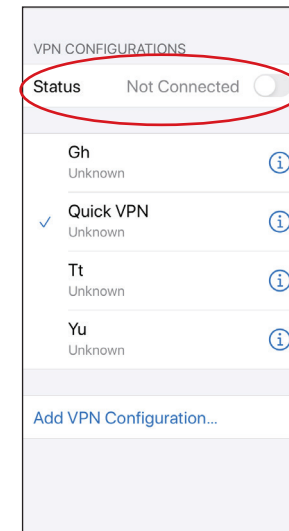 VPN CONFIGURATIONS
Status Not Connected
Gh
Unknown
Quick VPN
Unknown
Tt
Unknown
Yu
Unknown
Add VPN Configuration...